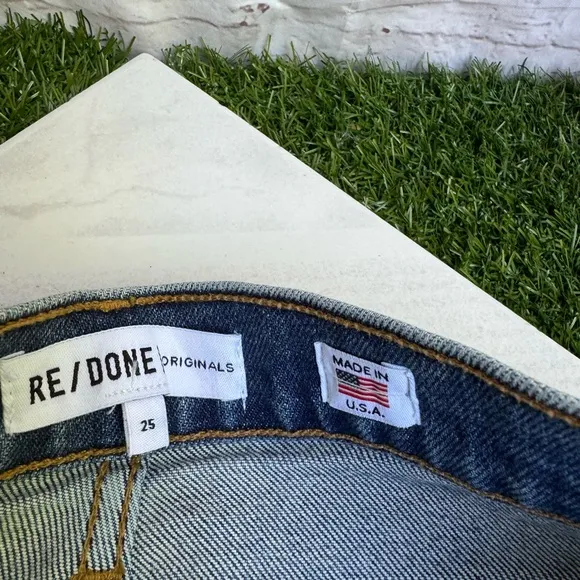 RE/DONE ORIGINALS
25
MADE IN
U.S.A.